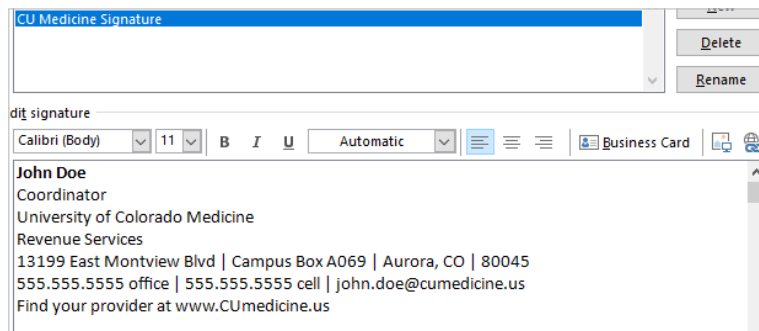 CU Medicine Signature
Delete
Rename
dit signature
Calibri (Body) 11 B I U Automatic Business Card
John Doe
Coordinator
University of Colorado Medicine
Revenue Services
13199 East Montview Blvd | Campus Box A069 | Aurora, CO | 80045
555.555.5555 office | 555.555.5555 cell | john.doe@cumedicine.us
Find your provider at www.CUmedicine.us